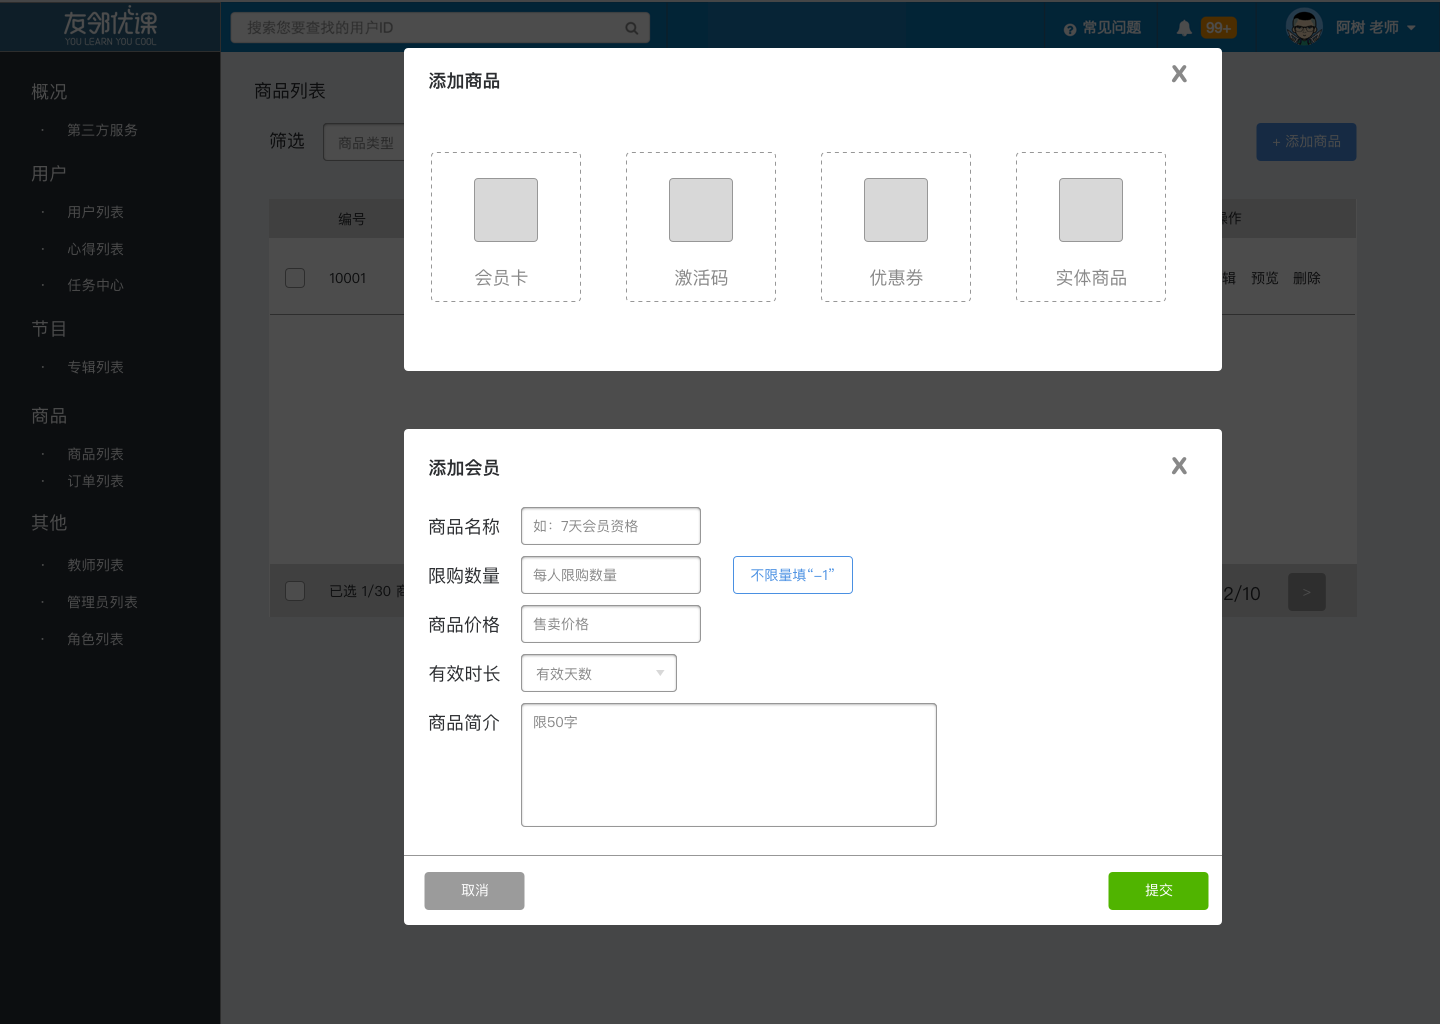 友邻优课
YOU LEARN YOU COOL
搜索您要查找的用户ID
常见问题
99+
阿树 老师
概况
· 第三方服务
用户
· 用户列表
· 心得列表
· 任务中心
节目
· 专辑列表
商品
· 商品列表
· 订单列表
其他
· 教师列表
· 管理员列表
· 角色列表
商品列表
筛选
商品类型
+ 添加商品
编号
作
10001
辑 预览 删除
已选 1/30
2/10
>
添加商品
X
会员卡
激活码
优惠券
实体商品
添加会员
X
商品名称 如：7天会员资格
限购数量 每人限购数量 不限量填“-1”
商品价格 售卖价格
有效时长 有效天数
商品简介 限50字
取消
提交